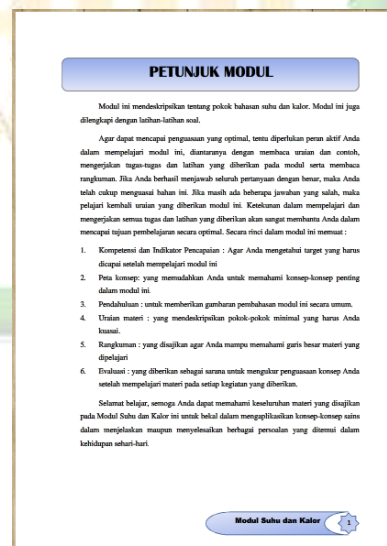 PETUNJUK MODUL
Modul ini mendeskripsikan tentang pokok bahasan suhu dan kalor. Modul ini juga
dilengkapi dengan latihan-latihan soal.
Agar dapat mencapai penguasaan yang optimal, tentu diperlukan peran aktif Anda
dalam mempelajari modul ini, diantaranya dengan membaca uraian dan contoh,
mengerjakan tugas-tugas dan latihan yang diberikan pada modul serta membaca
rangkuman. Jika Anda berhasil menjawab seluruh pertanyaan dengan benar, maka Anda
telah cukup menguasai bahan ini. Jika masih ada beberapa jawaban yang salah, maka
pelajari kembali uraian yang diberikan modul ini. Ketekunan dalam mempelajari dan
mengerjakan semua tugas dan latihan yang diberikan akan sangat membantu Anda dalam
mencapai tujuan pembelajaran secara optimal. Secara rinci dalam modul ini memuat :
1. Kompetensi dan Indikator Pencapaian : Agar Anda mengetahui target yang harus
dicapai setelah mempelajari modul ini
2. Peta konsep: yang memudahkan Anda untuk memahami konsep-konsep penting
dalam modul ini.
3. Pendahuluan : untuk memberikan gambaran pembahasan modul ini secara umum.
4. Uraian materi : yang mendeskripsikan pokok-pokok minimal yang harus Anda
kuasai.
5. Rangkuman : yang disajikan agar Anda mampu memahami garis besar materi yang
dipelajari
6. Evaluasi : yang diberikan sebagai sarana untuk mengukur penguasaan konsep Anda
setelah mempelajari materi pada setiap kegiatan yang diberikan.
Selamat belajar, semoga Anda dapat memahami keseluruhan materi yang disajikan
pada Modul Suhu dan Kalor ini untuk bekal dalam mengaplikasikan konsep-konsep sains
dalam menjelaskan maupun menyelesaikan berbagai persoalan yang ditemui dalam
kehidupan sehari-hari.
Modul Suhu dan Kalor 1